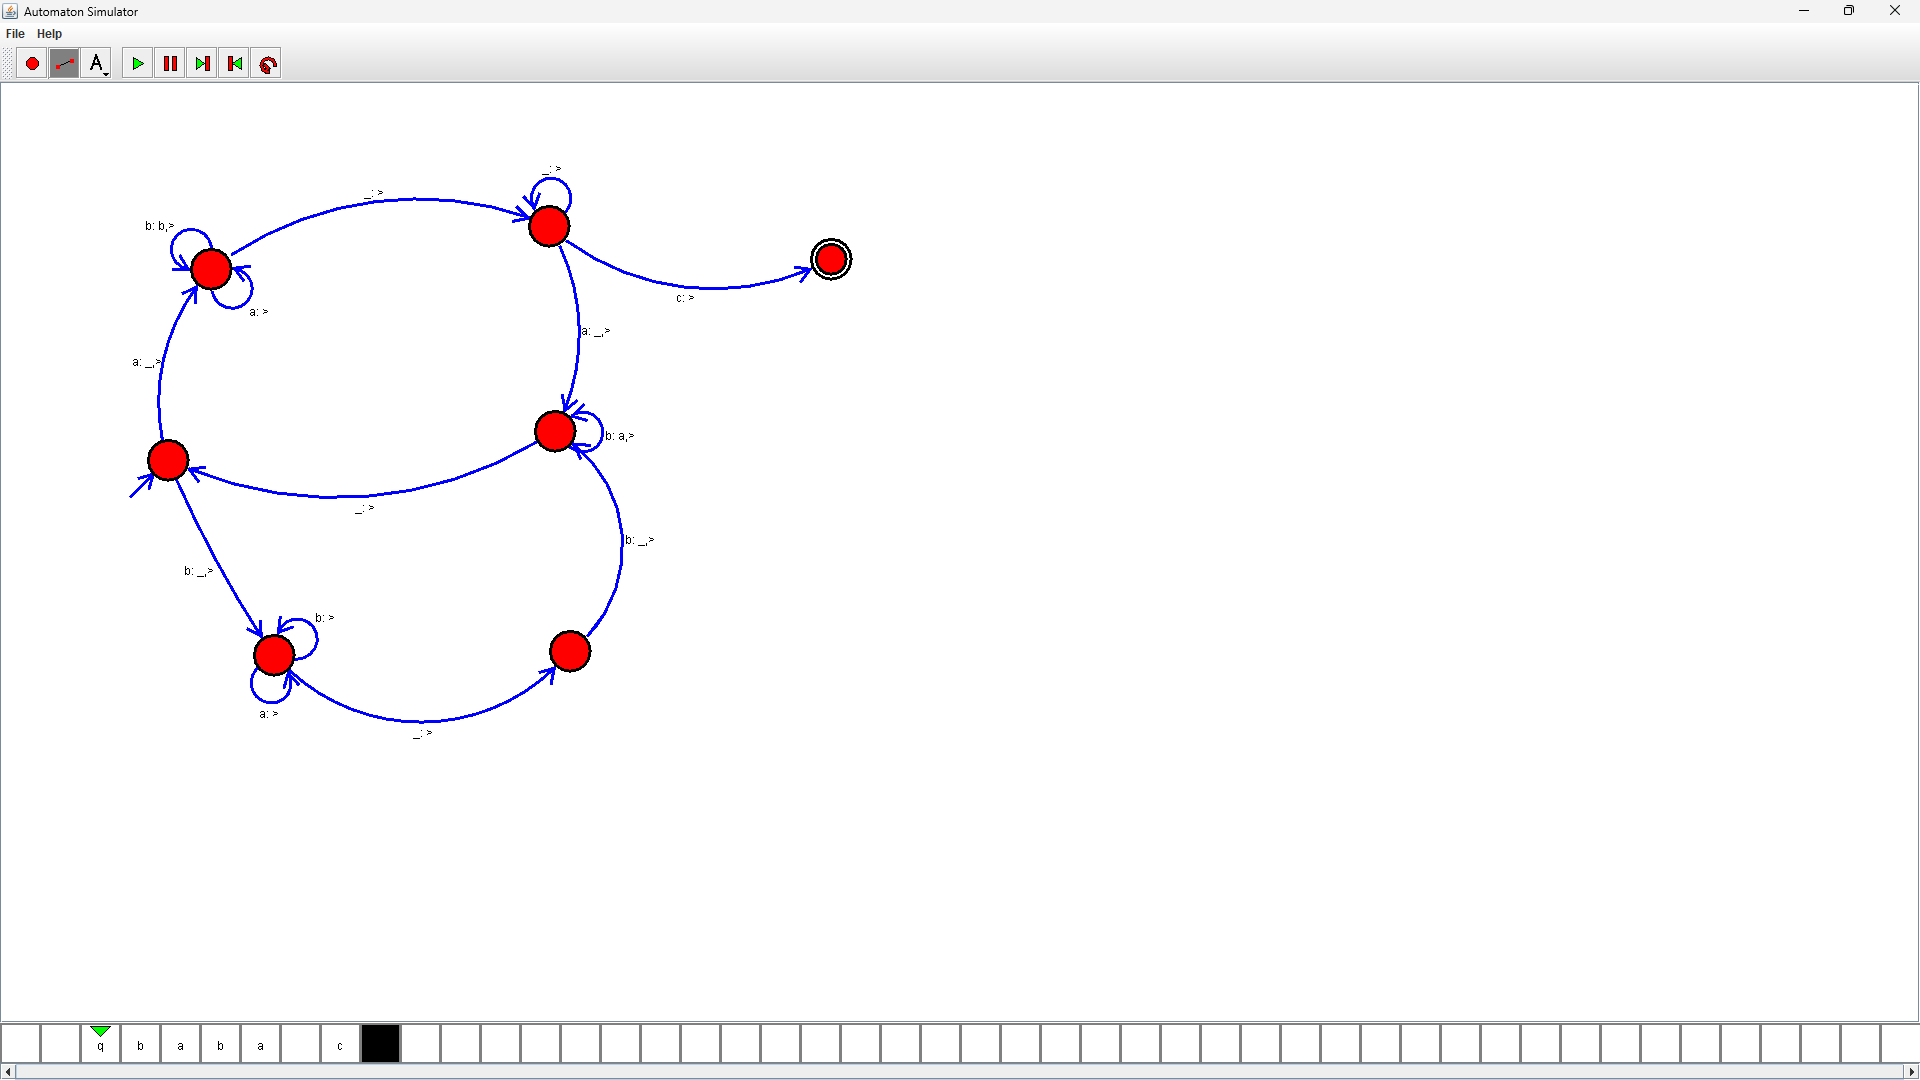 Automaton Simulator
File Help
A
_: >
_: >
b: b,>
c: >
a: >
a: _,>
a: _,>
b: a,>
_: >
b: _,>
b: _,>
b: >
a: >
_: >
q b a b a c